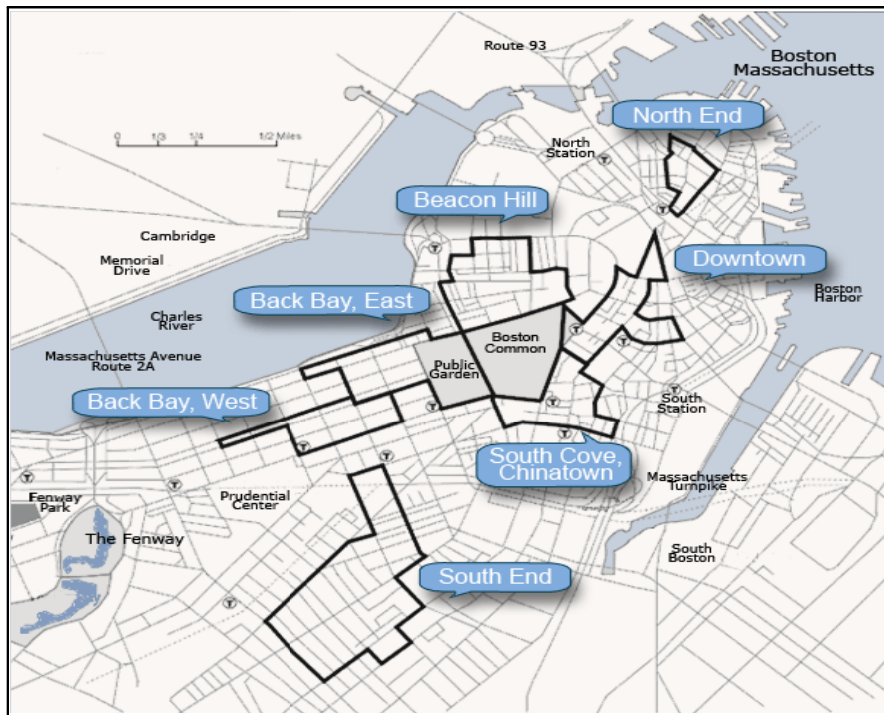 Route 93
Boston
Massachusetts
North End
North
Station
Beacon Hill
Cambridge
Downtown
Memorial
Drive
Boston
Harbor
Back Bay, East
Charles
River
Boston
Common
Massachusetts Avenue
Route 2A
Public
Garden
Back Bay, West
South
Station
South Cove,
Chinatown
Massachusetts
Turnpike
Fenway
Park
Prudential
Center
The Fenway
South
Boston
South End
0 1/3 1/4 1/2 Miles
T
T
T
T
T
T
T
T
T
T
T
T
T